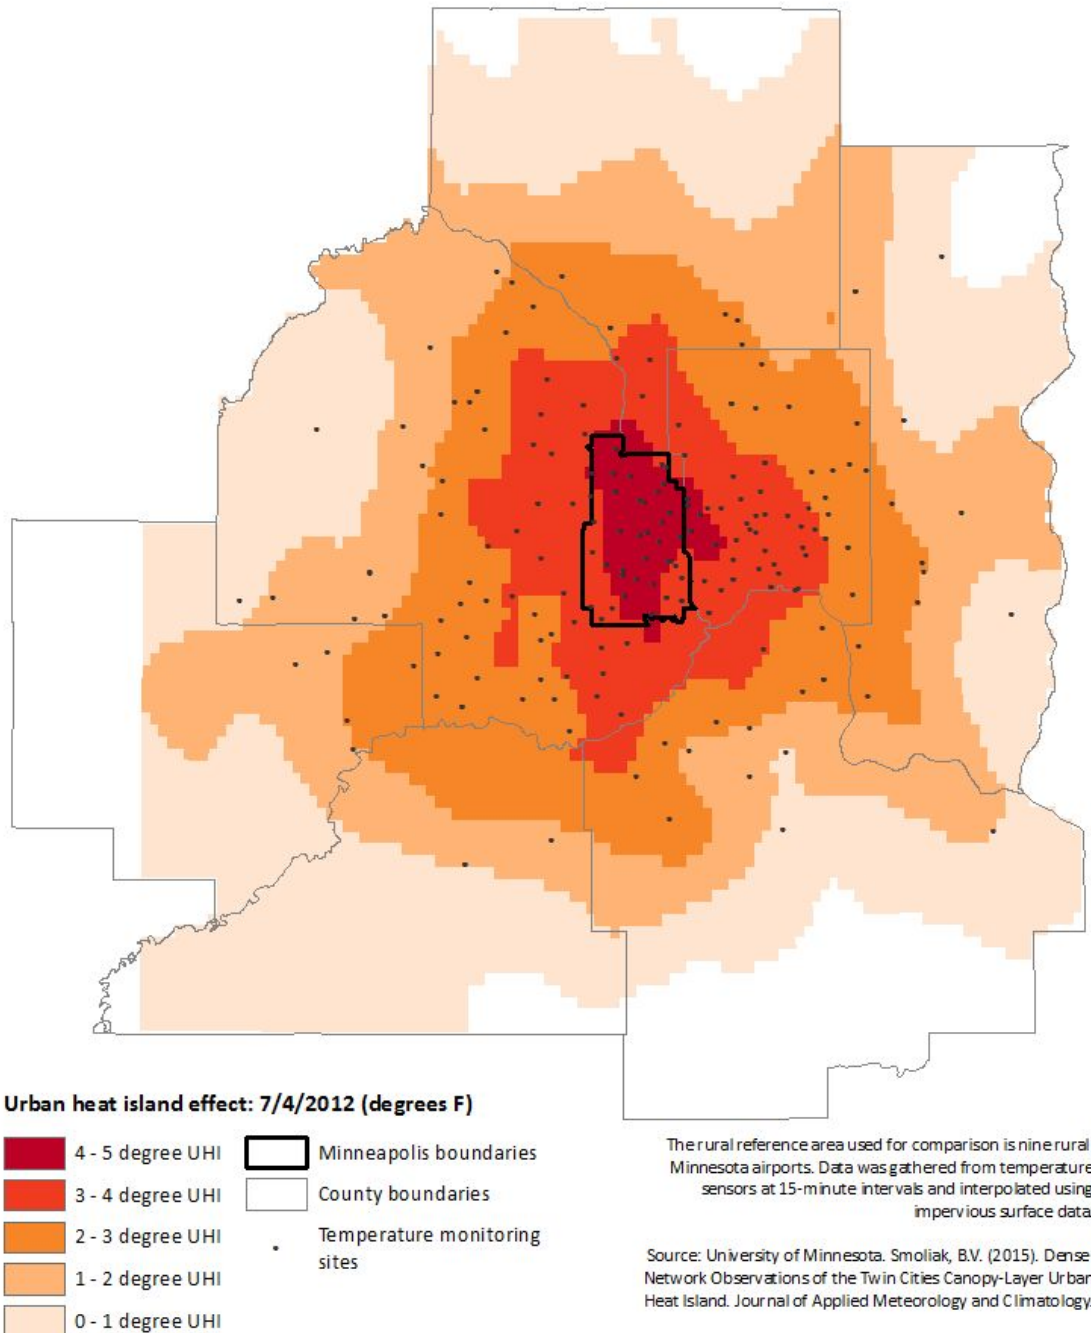 Urban heat island effect: 7/4/2012 (degrees F)
4 - 5 degree UHI
3 - 4 degree UHI
2 - 3 degree UHI
1 - 2 degree UHI
0 - 1 degree UHI
Minneapolis boundaries
County boundaries
Temperature monitoring
sites
The rural reference area used for comparison is nine rural
Minnesota airports. Data was gathered from temperature
sensors at 15-minute intervals and interpolated using
impervious surface data.
Source: University of Minnesota. Smoliak, B.V. (2015). Dense
Network Observations of the Twin Cities Canopy-Layer Urban
Heat Island. Journal of Applied Meteorology and Climatology.